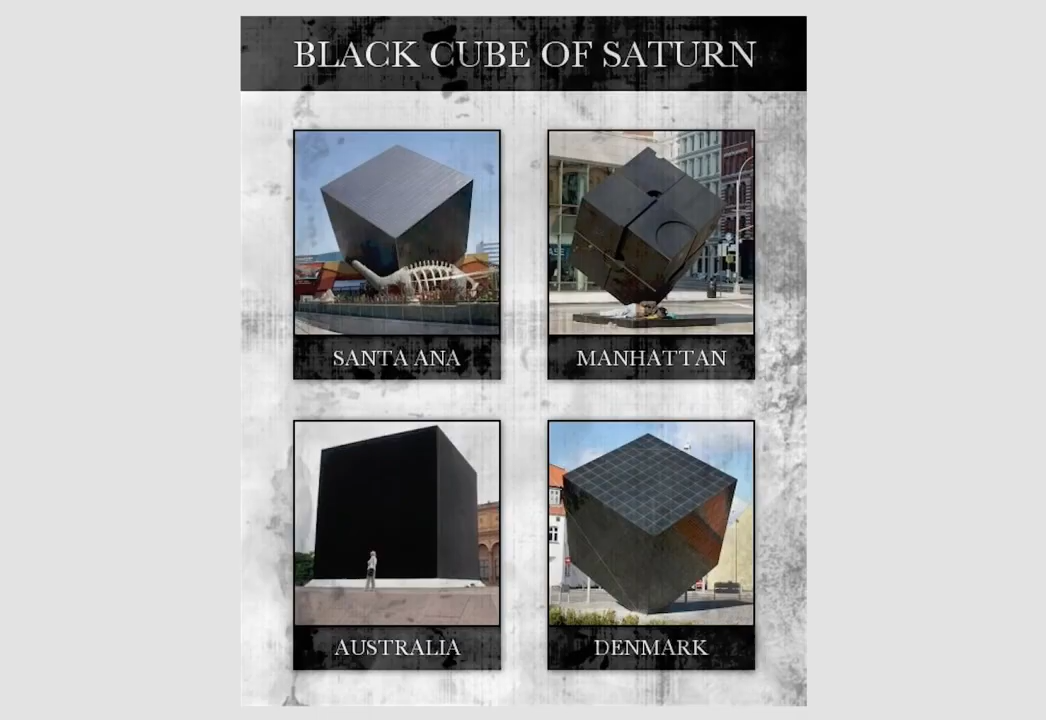 BLACK CUBE OF SATURN
SANTA ANA
MANHATTAN
AUSTRALIA
DENMARK